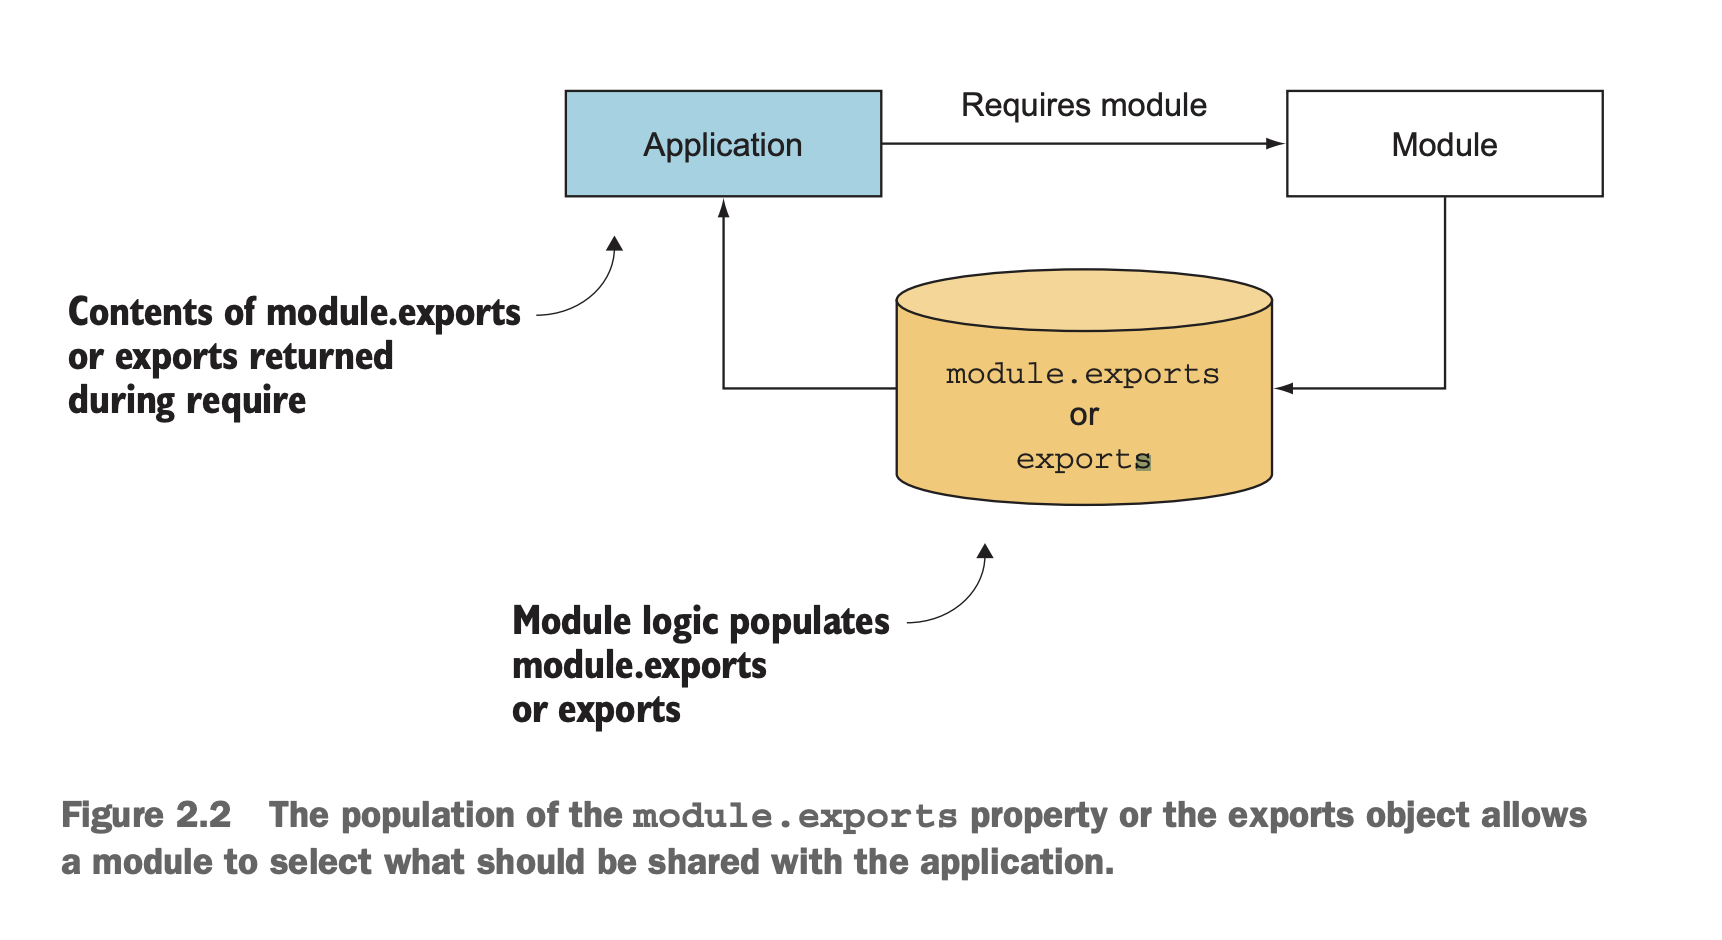 Application
Requires module
Module
Contents of module.exports
or exports returned
during require
module.exports
or
exports
Module logic populates
module.exports
or exports
Figure 2.2 The population of the module.exports property or the exports object allows
a module to select what should be shared with the application.